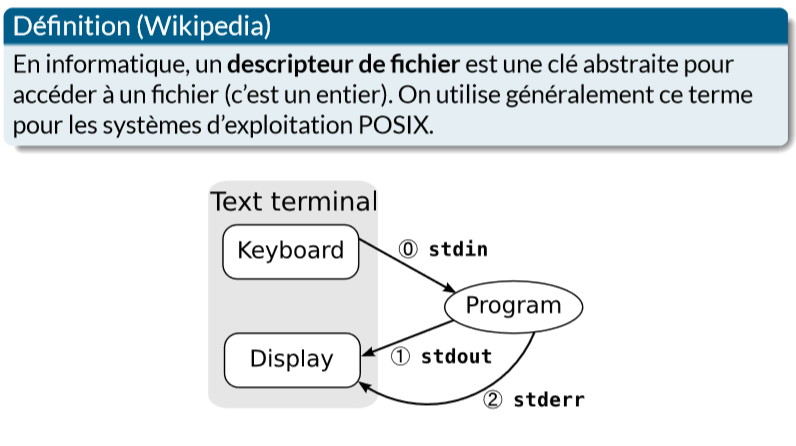 Définition (Wikipedia)
En informatique, un descripteur de fichier est une clé abstraite pour
accéder à un fichier (c’est un entier). On utilise généralement ce terme
pour les systèmes d’exploitation POSIX.
Text terminal
Keyboard
⓪ stdin
Program
Display
① stdout
② stderr